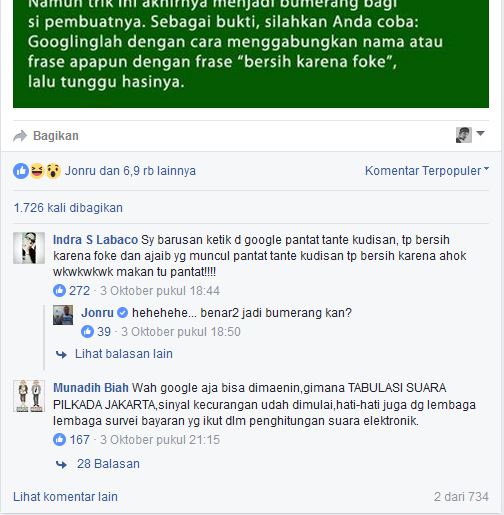 Namun trik ini akhirnya menjadi bumerang bagi
si pembuatnya. Sebagai bukti, silahkan Anda coba:
Googlinglah dengan cara menggabungkan nama atau
frase apapun dengan frase “bersih karena foke”,
lalu tunggu hasinya.
Bagikan
Jonru dan 6,9 rb lainnya
Komentar Terpopuler
1.726 kali dibagikan
Indra S Labaco Sy barusan ketik d google pantat tante kudisan, tp bersih
karena foke dan ajaib yg muncul pantat tante kudisan tp bersih karena ahok
wkwkwkwk makan tu pantat!!!!
272 · 3 Oktober pukul 18:44
Jonru hehehehe... benar2 jadi bumerang kan?
39 · 3 Oktober pukul 18:50
Lihat balasan lain
Munadih Biah Wah google aja bisa dimaenin,gimana TABULASI SUARA
PILKADA JAKARTA,sinyal kecurangan udah dimulai,hati-hati juga dg lembaga
lembaga survei bayaran yg ikut dlm penghitungan suara elektronik.
167 · 3 Oktober pukul 21:15
28 Balasan
Lihat komentar lain
2 dari 734